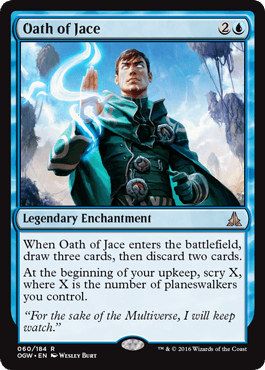 Oath of Jace 2
Legendary Enchantment
When Oath of Jace enters the battlefield,
draw three cards, then discard two cards.
At the beginning of your upkeep, scry X,
where X is the number of planeswalkers
you control.
“For the sake of the Multiverse, I will keep
watch.”
060/184 R
OGW • EN Wesley Burt
™ & © 2016 Wizards of the Coast